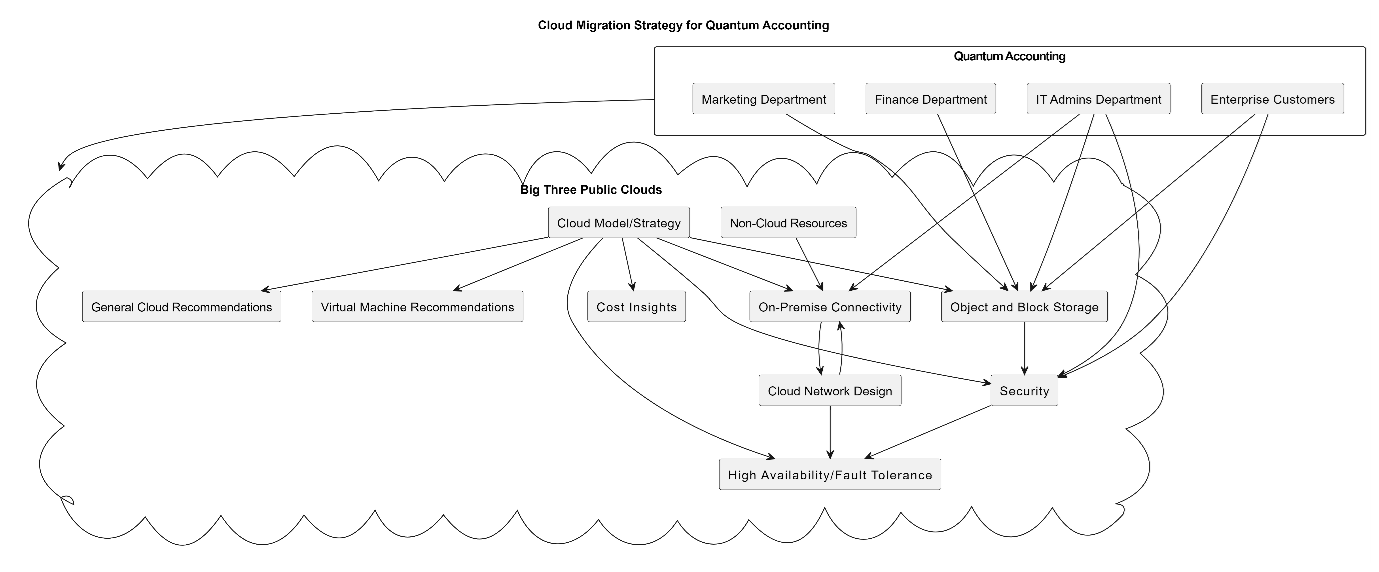 Cloud Migration Strategy for Quantum Accounting
Quantum Accounting
Marketing Department
Finance Department
IT Admins Department
Enterprise Customers
Big Three Public Clouds
Cloud Model/Strategy
Non-Cloud Resources
General Cloud Recommendations
Virtual Machine Recommendations
Cost Insights
On-Premise Connectivity
Object and Block Storage
Cloud Network Design
Security
High Availability/Fault Tolerance